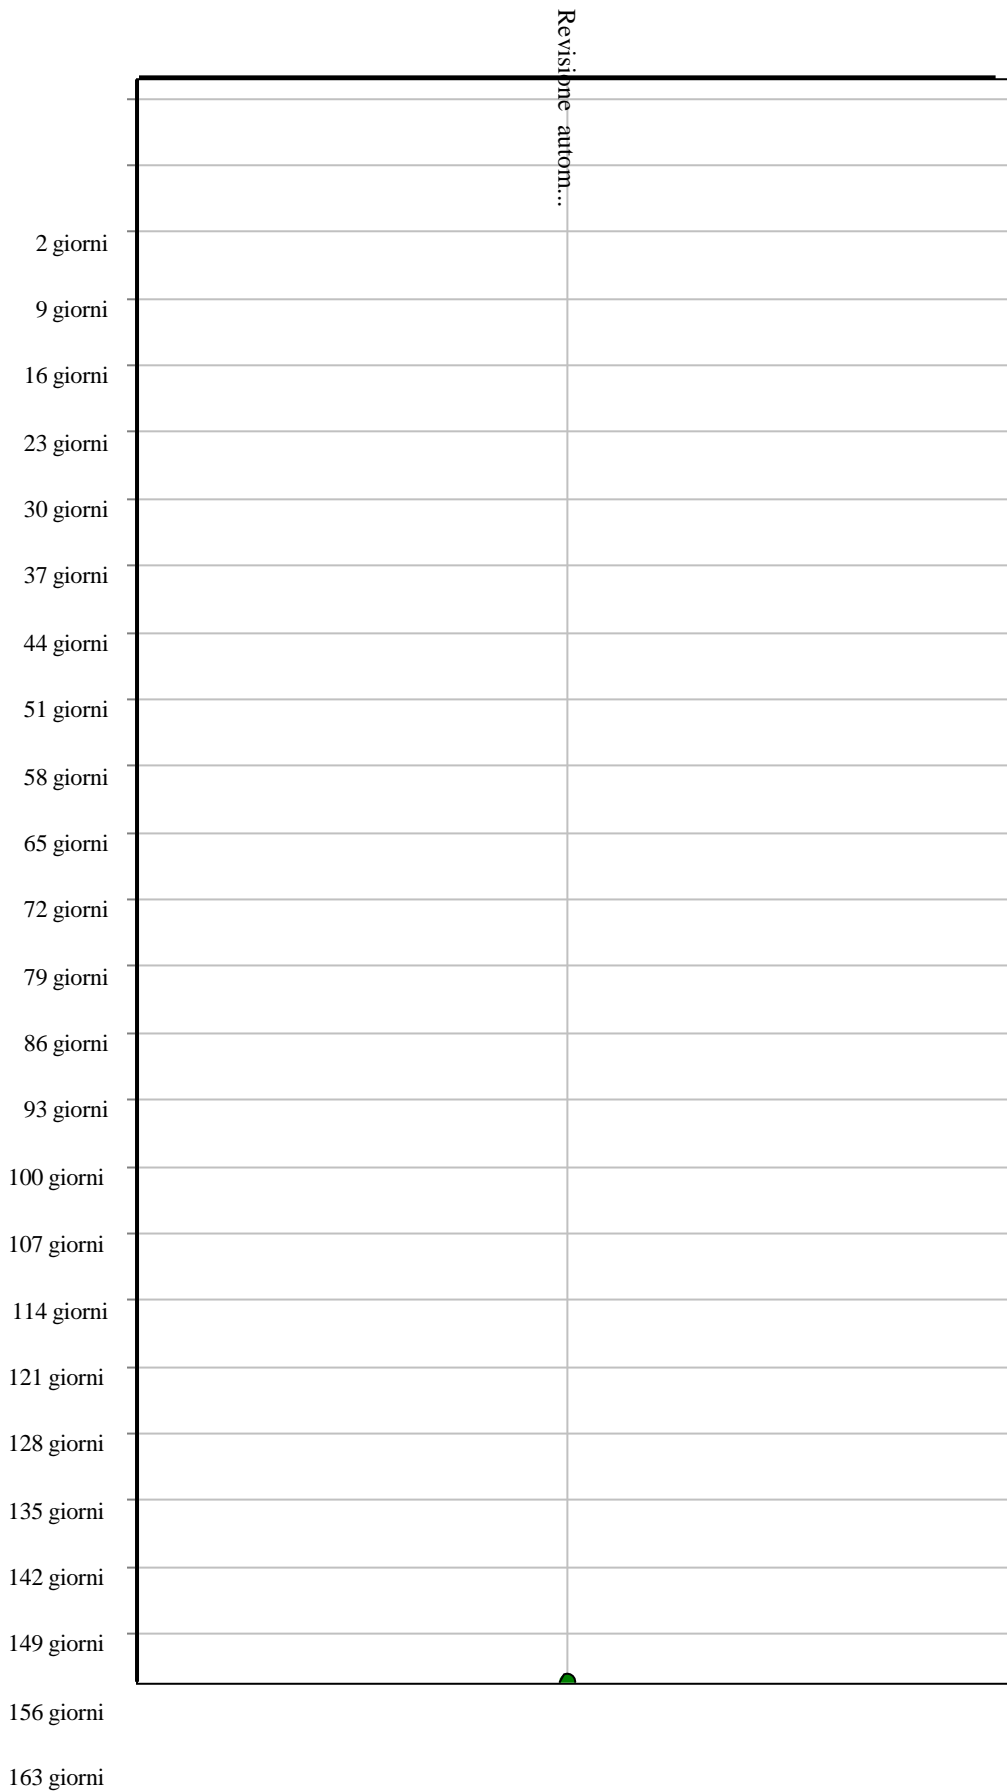 Revisione autom...
2 giorni
9 giorni
16 giorni
23 giorni
30 giorni
37 giorni
44 giorni
51 giorni
58 giorni
65 giorni
72 giorni
79 giorni
86 giorni
93 giorni
100 giorni
107 giorni
114 giorni
121 giorni
128 giorni
135 giorni
142 giorni
149 giorni
156 giorni
163 giorni